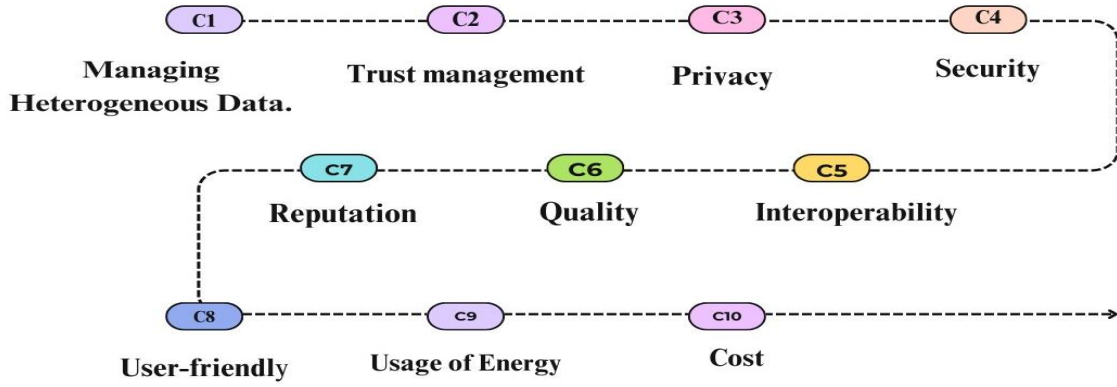 C1
C2
C3
C4
Managing
Heterogeneous Data.
Trust management
Privacy
Security
C7
C6
C5
Reputation
Quality
Interoperability
C8
C9
C10
User-friendly
Usage of Energy
Cost